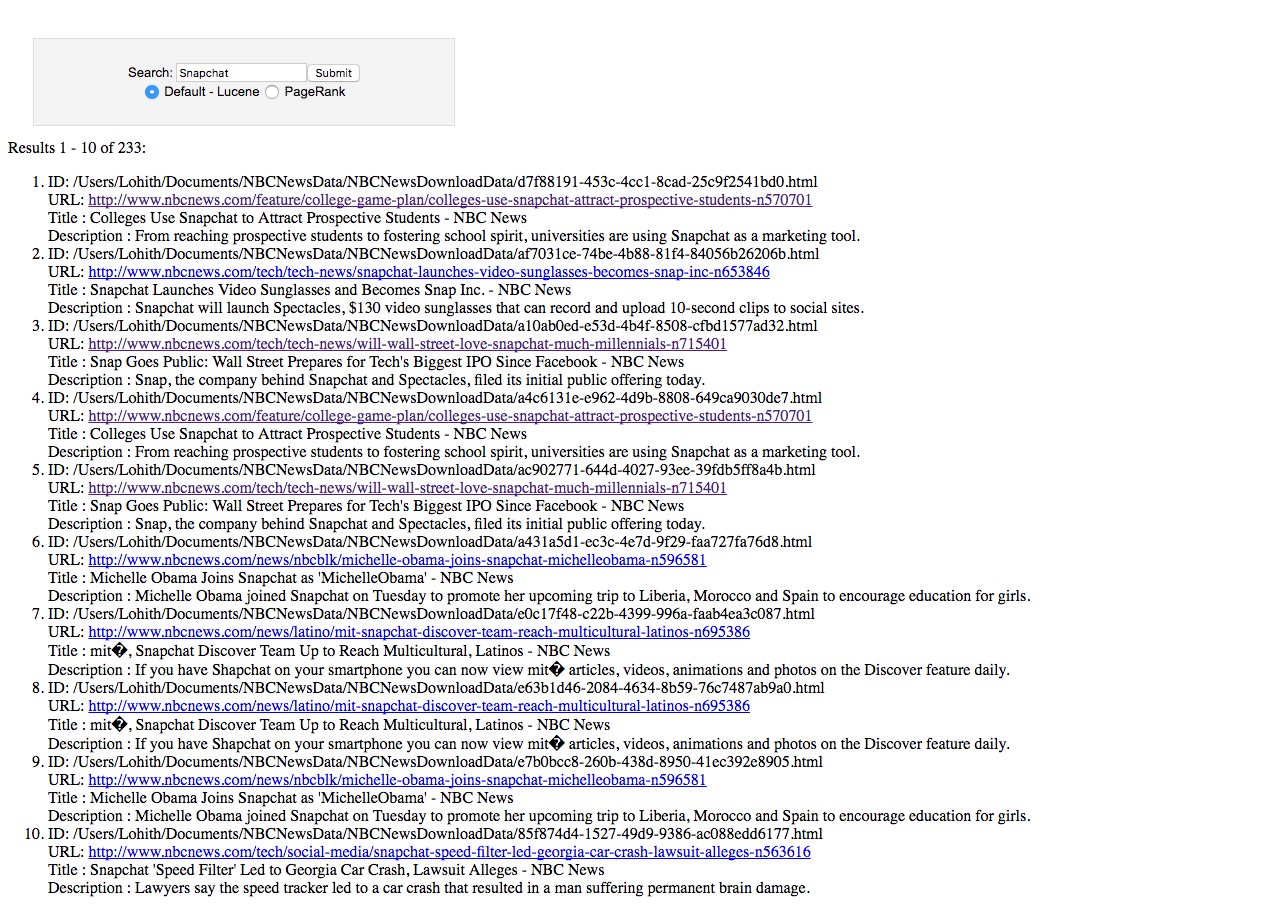 Search: Snapchat Submit
Default - Lucene PageRank
Results 1 - 10 of 233:
1. ID: /Users/Lohith/Documents/NBCNewsData/NBCNewsDownloadData/d7f88191-453c-4cc1-8cad-25c9f2541bd0.html
URL: http://www.nbcnews.com/feature/college-game-plan/colleges-use-snapchat-attract-prospective-students-n570701
Title : Colleges Use Snapchat to Attract Prospective Students - NBC News
Description : From reaching prospective students to fostering school spirit, universities are using Snapchat as a marketing tool.
2. ID: /Users/Lohith/Documents/NBCNewsData/NBCNewsDownloadData/af7031ce-74be-4b88-81f4-84056b26206b.html
URL: http://www.nbcnews.com/tech/tech-news/snapchat-launches-video-sunglasses-becomes-snap-inc-n653846
Title : Snapchat Launches Video Sunglasses and Becomes Snap Inc. - NBC News
Description : Snapchat will launch Spectacles, $130 video sunglasses that can record and upload 10-second clips to social sites.
3. ID: /Users/Lohith/Documents/NBCNewsData/NBCNewsDownloadData/a10ab0ed-e53d-4b4f-8508-cfbd1577ad32.html
URL: http://www.nbcnews.com/tech/tech-news/will-wall-street-love-snapchat-much-millennials-n715401
Title : Snap Goes Public: Wall Street Prepares for Tech's Biggest IPO Since Facebook - NBC News
Description : Snap, the company behind Snapchat and Spectacles, filed its initial public offering today.
4. ID: /Users/Lohith/Documents/NBCNewsData/NBCNewsDownloadData/a4c6131e-e962-4d9b-8808-649ca9030de7.html
URL: http://www.nbcnews.com/feature/college-game-plan/colleges-use-snapchat-attract-prospective-students-n570701
Title : Colleges Use Snapchat to Attract Prospective Students - NBC News
Description : From reaching prospective students to fostering school spirit, universities are using Snapchat as a marketing tool.
5. ID: /Users/Lohith/Documents/NBCNewsData/NBCNewsDownloadData/ac902771-644d-4027-93ee-39fdb5ff8a4b.html
URL: http://www.nbcnews.com/tech/tech-news/will-wall-street-love-snapchat-much-millennials-n715401
Title : Snap Goes Public: Wall Street Prepares for Tech's Biggest IPO Since Facebook - NBC News
Description : Snap, the company behind Snapchat and Spectacles, filed its initial public offering today.
6. ID: /Users/Lohith/Documents/NBCNewsData/NBCNewsDownloadData/a431a5d1-ec3c-4e7d-9f29-faa727fa76d8.html
URL: http://www.nbcnews.com/news/nbcblk/michelle-obama-joins-snapchat-michelleobama-n596581
Title : Michelle Obama Joins Snapchat as 'MichelleObama' - NBC News
Description : Michelle Obama joined Snapchat on Tuesday to promote her upcoming trip to Liberia, Morocco and Spain to encourage education for girls.
7. ID: /Users/Lohith/Documents/NBCNewsData/NBCNewsDownloadData/e0c17f48-c22b-4399-996a-faab4ea3c087.html
URL: http://www.nbcnews.com/news/latino/mit-snapchat-discover-team-reach-multicultural-latinos-n695386
Title : mit�, Snapchat Discover Team Up to Reach Multicultural, Latinos - NBC News
Description : If you have Shapchat on your smartphone you can now view mit� articles, videos, animations and photos on the Discover feature daily.
8. ID: /Users/Lohith/Documents/NBCNewsData/NBCNewsDownloadData/e63b1d46-2084-4634-8b59-76c7487ab9a0.html
URL: http://www.nbcnews.com/news/latino/mit-snapchat-discover-team-reach-multicultural-latinos-n695386
Title : mit�, Snapchat Discover Team Up to Reach Multicultural, Latinos - NBC News
Description : If you have Shapchat on your smartphone you can now view mit� articles, videos, animations and photos on the Discover feature daily.
9. ID: /Users/Lohith/Documents/NBCNewsData/NBCNewsDownloadData/e7b0bcc8-260b-438d-8950-41ec392e8905.html
URL: http://www.nbcnews.com/news/nbcblk/michelle-obama-joins-snapchat-michelleobama-n596581
Title : Michelle Obama Joins Snapchat as 'MichelleObama' - NBC News
Description : Michelle Obama joined Snapchat on Tuesday to promote her upcoming trip to Liberia, Morocco and Spain to encourage education for girls.
10. ID: /Users/Lohith/Documents/NBCNewsData/NBCNewsDownloadData/85f874d4-1527-49d9-9386-ac088edd6177.html
URL: http://www.nbcnews.com/tech/social-media/snapchat-speed-filter-led-georgia-car-crash-lawsuit-alleges-n563616
Title : Snapchat 'Speed Filter' Led to Georgia Car Crash, Lawsuit Alleges - NBC News
Description : Lawyers say the speed tracker led to a car crash that resulted in a man suffering permanent brain damage.